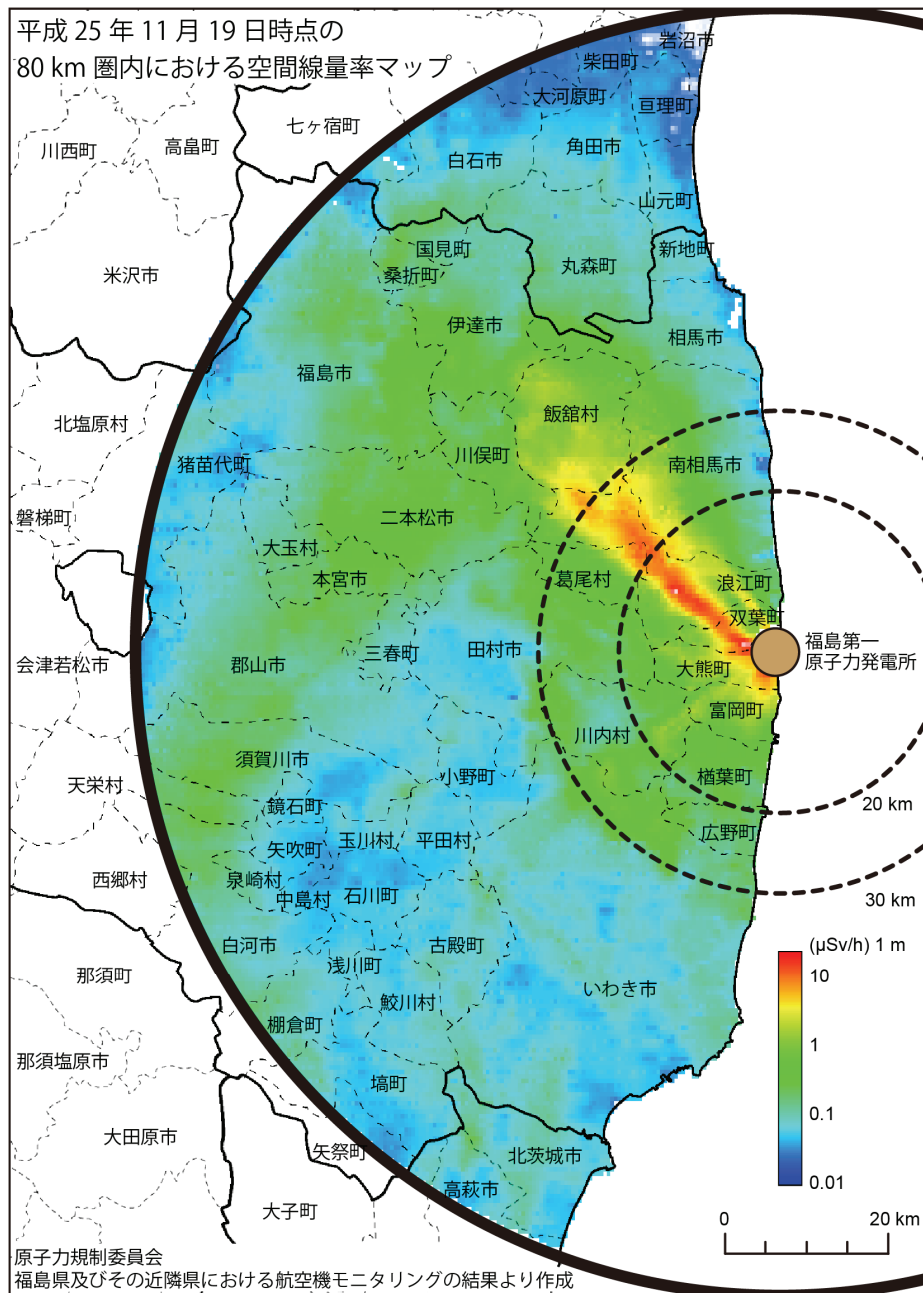 平成 25 年 11 月 19 日時点の
80 km 圏内における空間線量率マップ
岩沼市
柴田町
大河原町
亘理町
七ヶ宿町
川西町
高畠町
白石市
角田市
山元町
国見町
新地町
米沢市
桑折町
丸森町
伊達市
相馬市
福島市
飯舘村
北塩原村
川俣町
猪苗代町
南相馬市
磐梯町
二本松市
大玉村
本宮市
葛尾村
浪江町
双葉町
会津若松市
郡山市
三春町
田村市
大熊町
福島第一
原子力発電所
富岡町
川内村
須賀川市
天栄村
小野町
楢葉町
鏡石町
20 km
矢吹町
玉川村
平田村
広野町
西郷村
泉崎村
中島村
石川町
30 km
白河市
古殿町
(μSv/h) 1 m
浅川町
那須町
10
いわき市
鮫川村
棚倉町
1
那須塩原市
塙町
0.1
大田原市
矢祭町
北茨城市
0.01
高萩市
大子町
0
20 km
原子力規制委員会
福島県及びその近隣県における航空機モニタリングの結果より作成